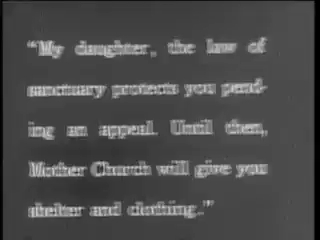 "My daughter, the law of
sanctuary protects you pend-
ing an appeal. Until then,
Mother Church will give you
shelter and clothing."